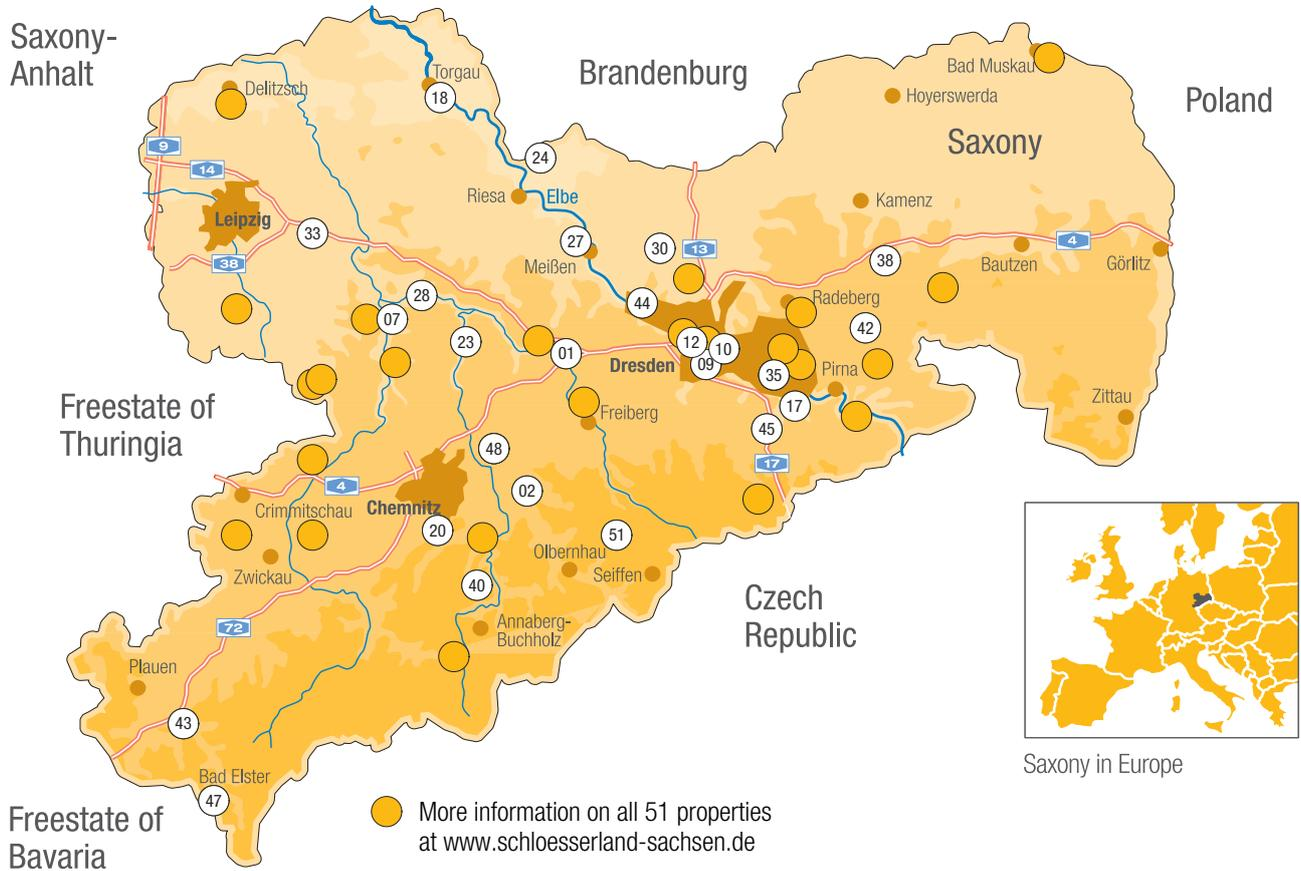 Saxony-
Anhalt
Brandenburg
Poland
Saxony
Torgau
18
Delitzsch
Bad Muskau
Hoyerswerda
9
14
24
Riesa
Elbe
Kamenz
Leipzig
33
27
30
13
38
4
38
Meißen
Bautzen
Görlitz
28
44
Radeberg
07
42
23
01
12
10
09
Dresden
35
Pirna
17
Zittau
Freestate of
Thuringia
Freiberg
45
48
17
4
02
Crimmitschau
Chemnitz
20
51
Olbernhau
Zwickau
Seiffen
40
Czech
Republic
72
Annaberg-
Buchholz
Plauen
43
Bad Elster
47
Saxony in Europe
Freestate of
Bavaria
More information on all 51 properties
at www.schloesserland-sachsen.de